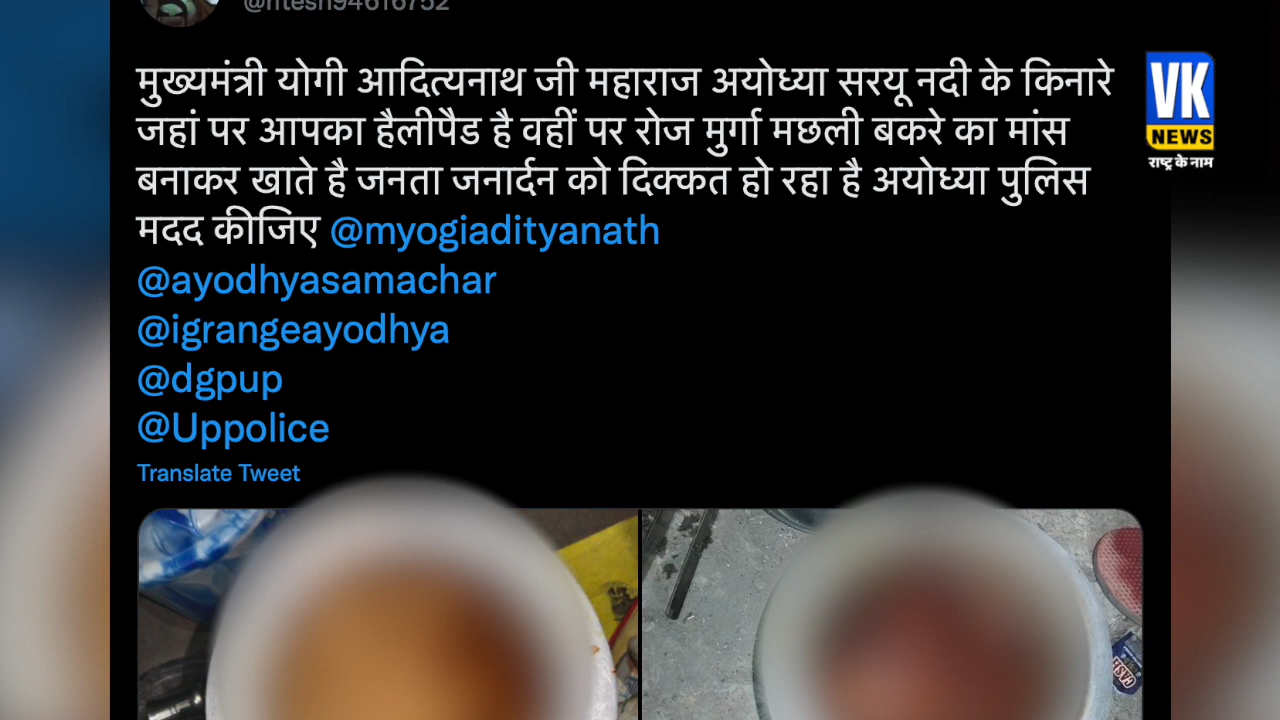 @ritesh94616752
मुख्यमंत्री योगी आदित्यनाथ जी महाराज अयोध्या सरयू नदी के किनारे
जहां पर आपका हैलीपैड है वहीं पर रोज मुर्गा मछली बकरे का मांस
बनाकर खाते है जनता जनार्दन को दिक्कत हो रहा है अयोध्या पुलिस
मदद कीजिए @myogiadityanath
@ayodhyasamachar
@igrangeayodhya
@dgpup
@Uppolice
Translate Tweet
VK
NEWS
राष्ट्र के नाम